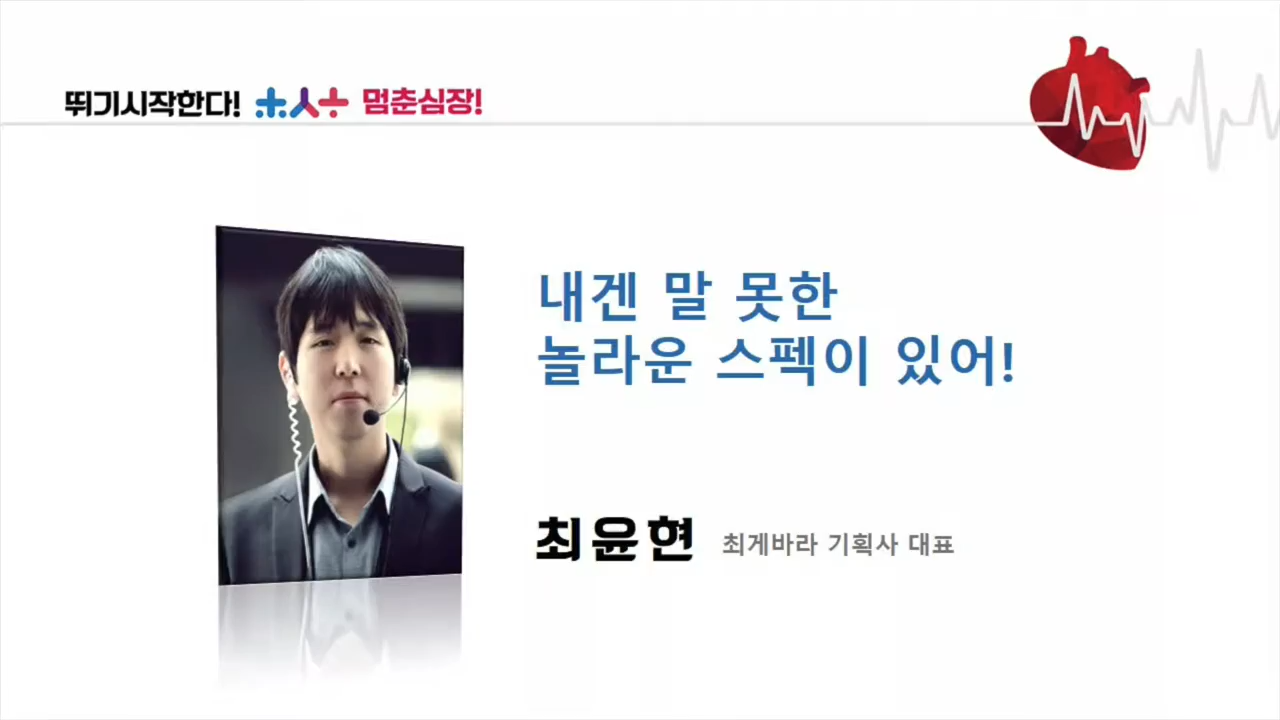 뛰기시작한다! 멈춘심장!
내겐 말 못한
놀라운 스펙이 있어!
최윤현 최게바라 기획사 대표